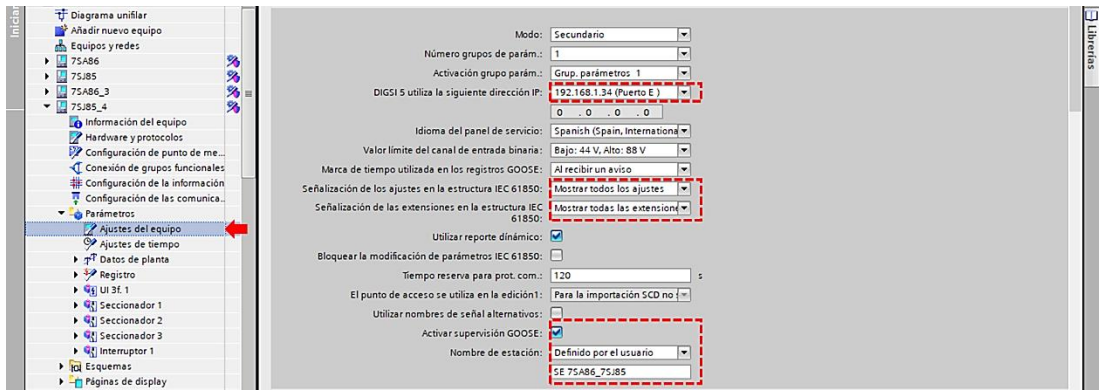 Iniciar
Diagrama unifilar
Añadir nuevo equipo
Equipos y redes
7SA86
7SJ85
7SA86_3
7SJ85_4
Información del equipo
Hardware y protocolos
Configuración de punto de me...
Conexión de grupos funcionales
Configuración de la información
Configuración de las comunica...
Parámetros
Ajustes del equipo
Ajustes de tiempo
Datos de planta
Registro
UI 3f. 1
Seccionador 1
Seccionador 2
Seccionador 3
Interruptor 1
Esquemas
Páginas de display
Modo: Secundario
Número grupos de parám.: 1
Activación grupo parám.: Grup. parámetros 1
DIGSI 5 utiliza la siguiente dirección IP: 192.168.1.34 (Puerto E )
0 . 0 . 0 . 0
Idioma del panel de servicio: Spanish (Spain, Internationa
Valor límite del canal de entrada binaria: Bajo: 44 V, Alto: 88 V
Marca de tiempo utilizada en los registros GOOSE: Al recibir un aviso
Señalización de los ajustes en la estructura IEC 61850: Mostrar todos los ajustes
Señalización de las extensiones en la estructura IEC Mostrar todas las extensione
61850:
Utilizar reporte dínámico:
Bloquear la modificación de parámetros IEC 61850:
Tiempo reserva para prot. com.: 120 s
El punto de acceso se utiliza en la edición1: Para la importación SCD no
Utilizar nombres de señal alternativos:
Activar supervisión GOOSE:
Nombre de estación: Definido por el usuario
SE 7SA86_7SJ85
Librerías